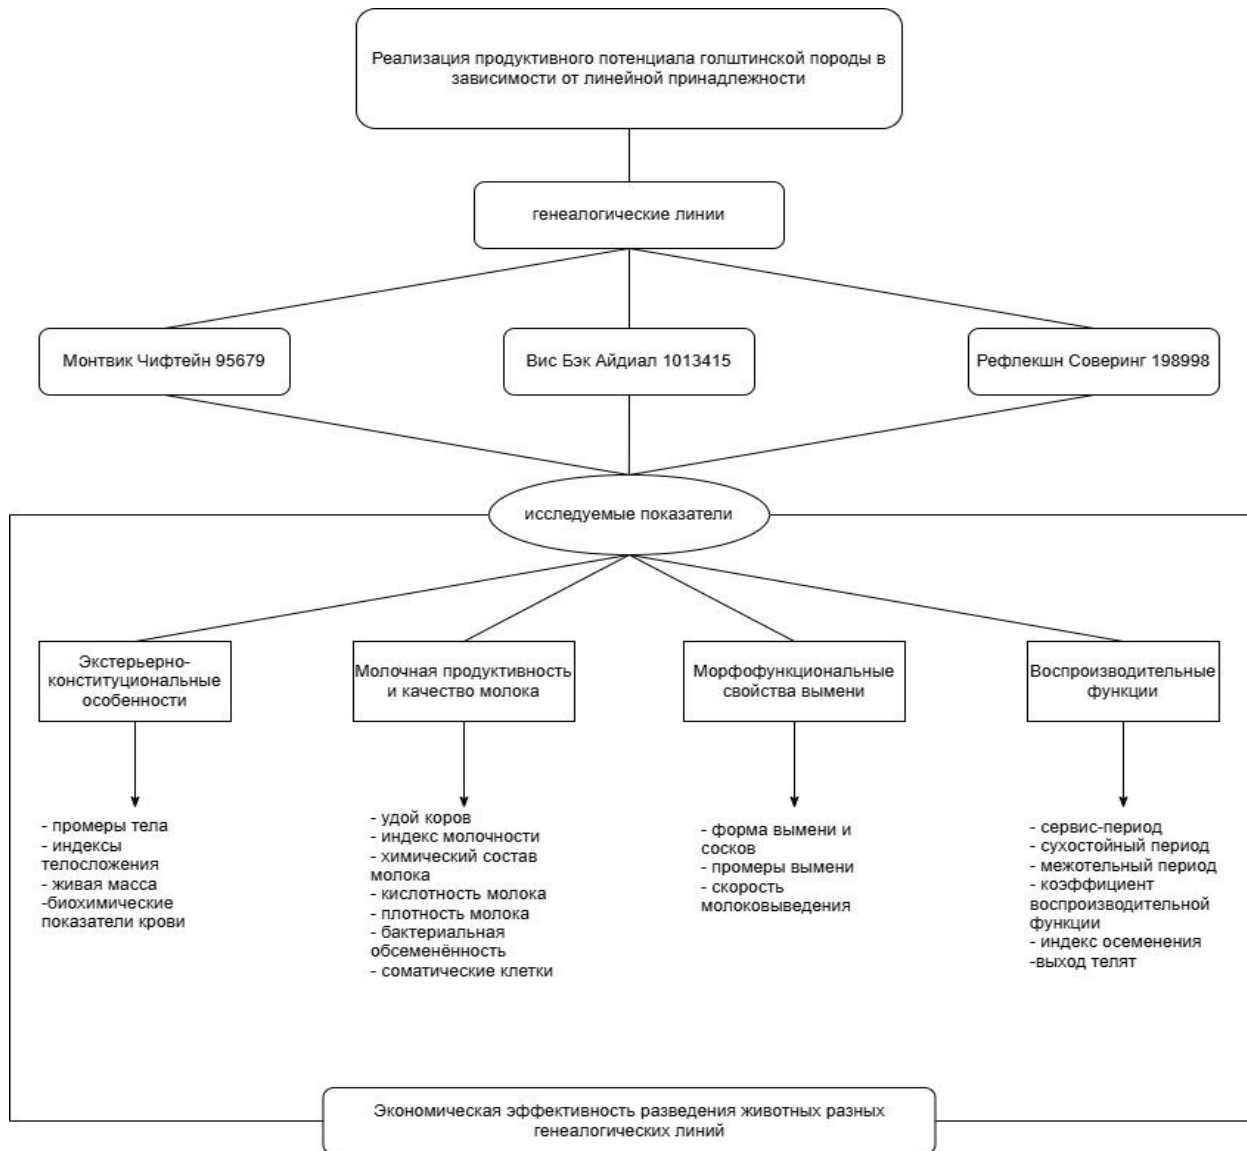 Реализация продуктивного потенциала голштинской породы в
зависимости от линейной принадлежности
генеалогические линии
Монтвик Чифтейн 95679
Вис Бэк Айдиал 1013415
Рефлекшн Соверинг 198998
исследуемые показатели
Экстерьерно-
конституциональные
особенности
Молочная продуктивность
и качество молока
Морфофункциональные
свойства вымени
Воспроизводительные
функции
- промеры тела
- индексы
телосложения
- живая масса
-биохимические
показатели крови
- удой коров
- индекс молочности
- химический состав
молока
- кислотность молока
- плотность молока
- бактериальная
обсеменённость
- соматические клетки
- форма вымени и
сосков
- промеры вымени
- скорость
молоковыведения
- сервис-период
- сухостойный период
- межотельный период
- коэффициент
воспроизводительной
функции
- индекс осеменения
-выход телят
Экономическая эффективность разведения животных разных
генеалогических линий